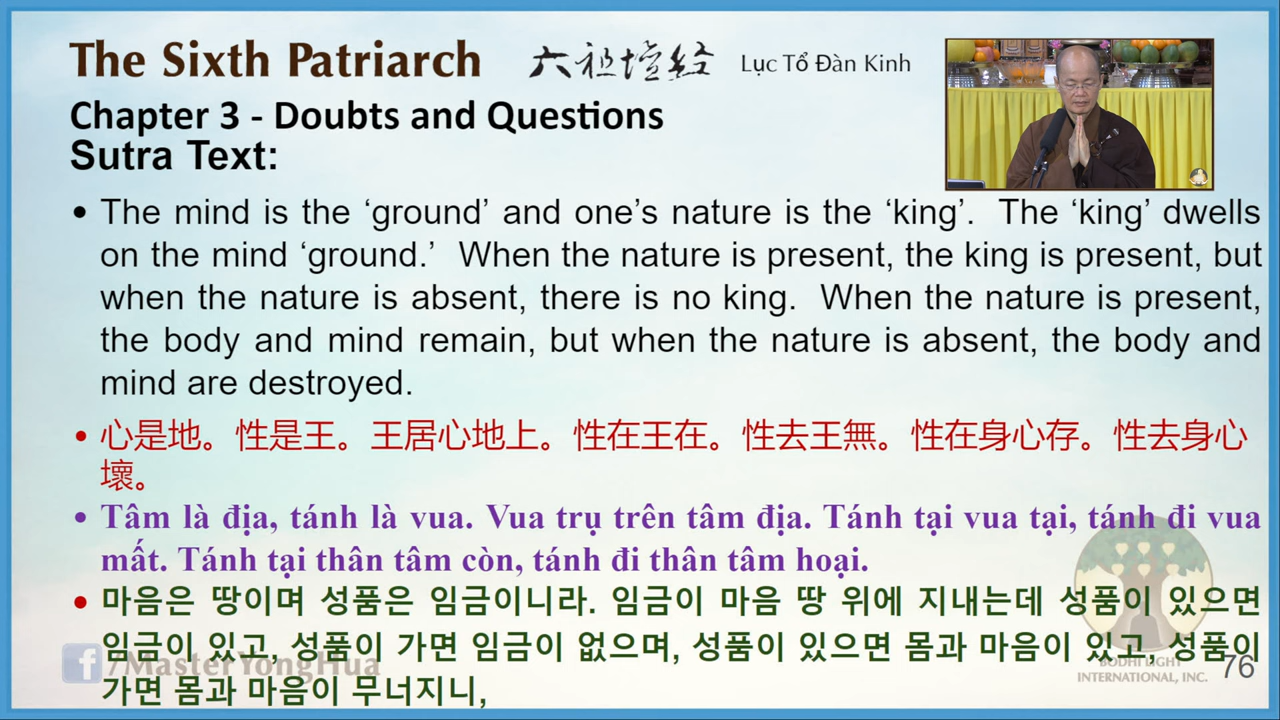 The Sixth Patriarch 六祖壇经 Lục Tổ Đàn Kinh
Chapter 3 - Doubts and Questions
Sutra Text:
• The mind is the ‘ground’ and one’s nature is the ‘king’. The ‘king’ dwells
on the mind ‘ground.’ When the nature is present, the king is present, but
when the nature is absent, there is no king. When the nature is present,
the body and mind remain, but when the nature is absent, the body and
mind are destroyed.
• 心是地。性是王。王居心地上。性在王在。性去王無。性在身心存。性去身心
壞。
• Tâm là địa, tánh là vua. Vua trụ trên tâm địa. Tánh tại vua tại, tánh đi vua
mất. Tánh tại thân tâm còn, tánh đi thân tâm hoại.
• 마음은 땅이며 성품은 임금이니라. 임금이 마음 땅 위에 지내는데 성품이 있으면
임금이 있고, 성품이 가면 임금이 없으며, 성품이 있으면 몸과 마음이 있고, 성품이
가면 몸과 마음이 무너지니,
f/MasterYongHua
BODHI LIGHT
INTERNATIONAL, INC.
76